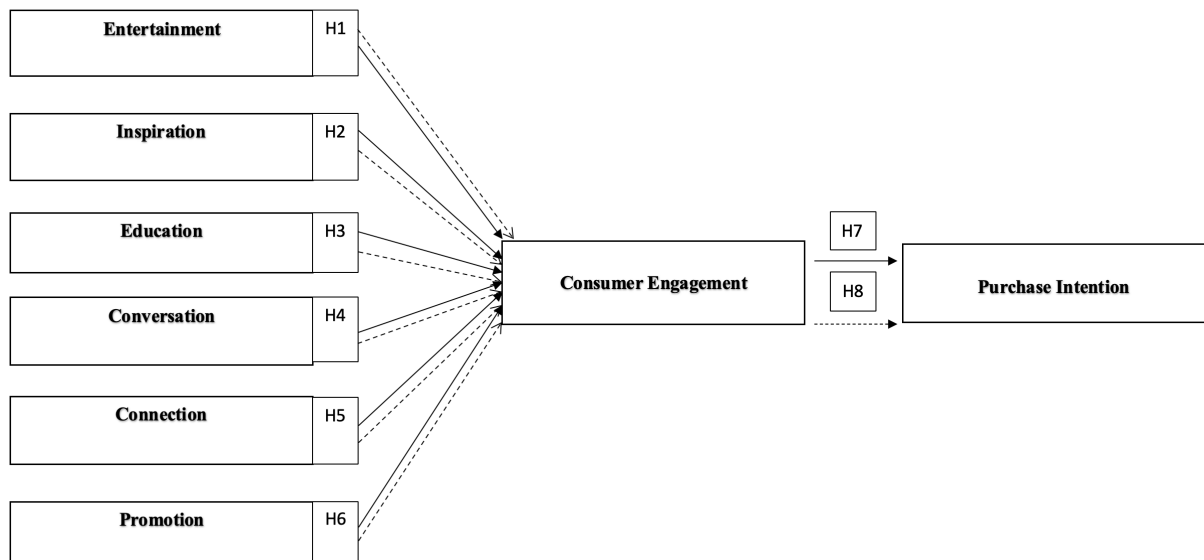 Entertainment
H1
Inspiration
H2
Education
H3
Conversation
H4
Connection
H5
Promotion
H6
Consumer Engagement
H7
H8
Purchase Intention